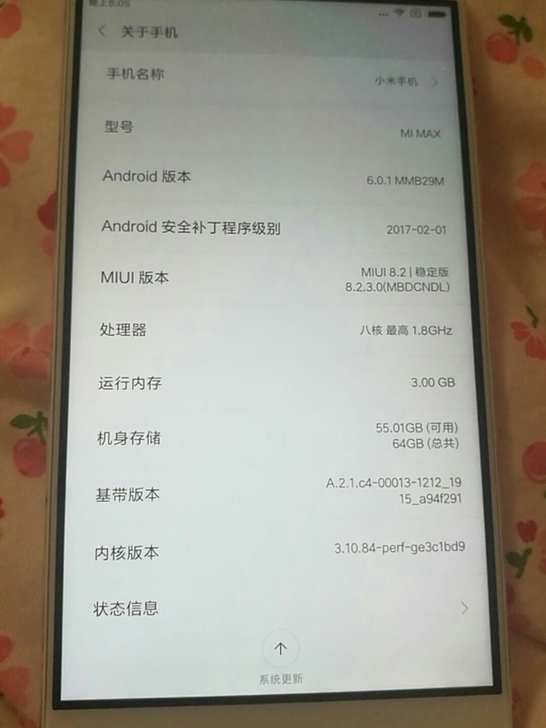 晚上8:05
关于手机
手机名称 小米手机
型号 Mi MAX
Android 版本 6.0.1 MMB29M
Android 安全补丁程序级别 2017-02-01
MIUI 版本 MIUI 8.2 | 稳定版
8.2.3.0(MBDCNDL)
处理器 八核 最高 1.8GHz
运行内存 3.00 GB
机身存储 55.01GB (可用)
64GB (总共)
基带版本 A.2.1.c4-00013-1212_19
15_a94f291
内核版本 3.10.84-perf-ge3c1bd9
状态信息
系统更新